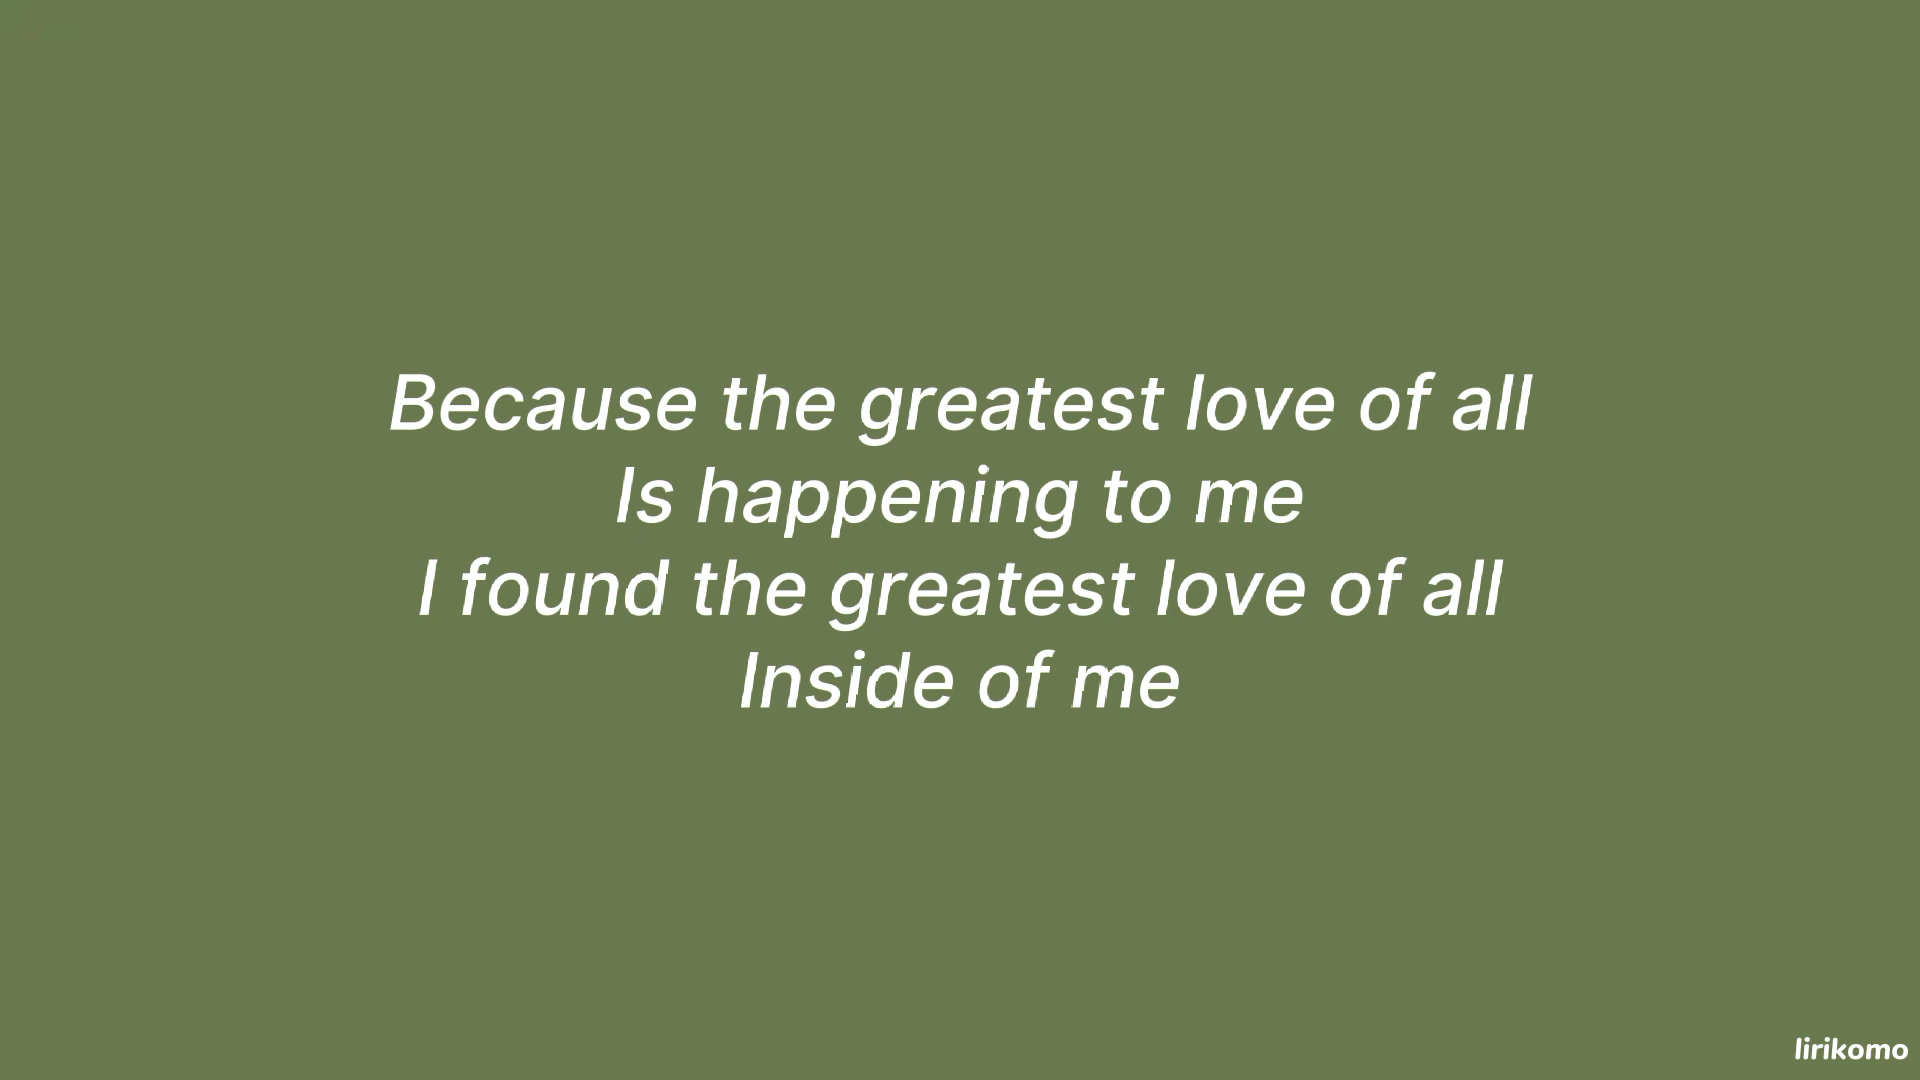 Because the greatest love of all
Is happening to me
I found the greatest love of all
Inside of me
lirikomo